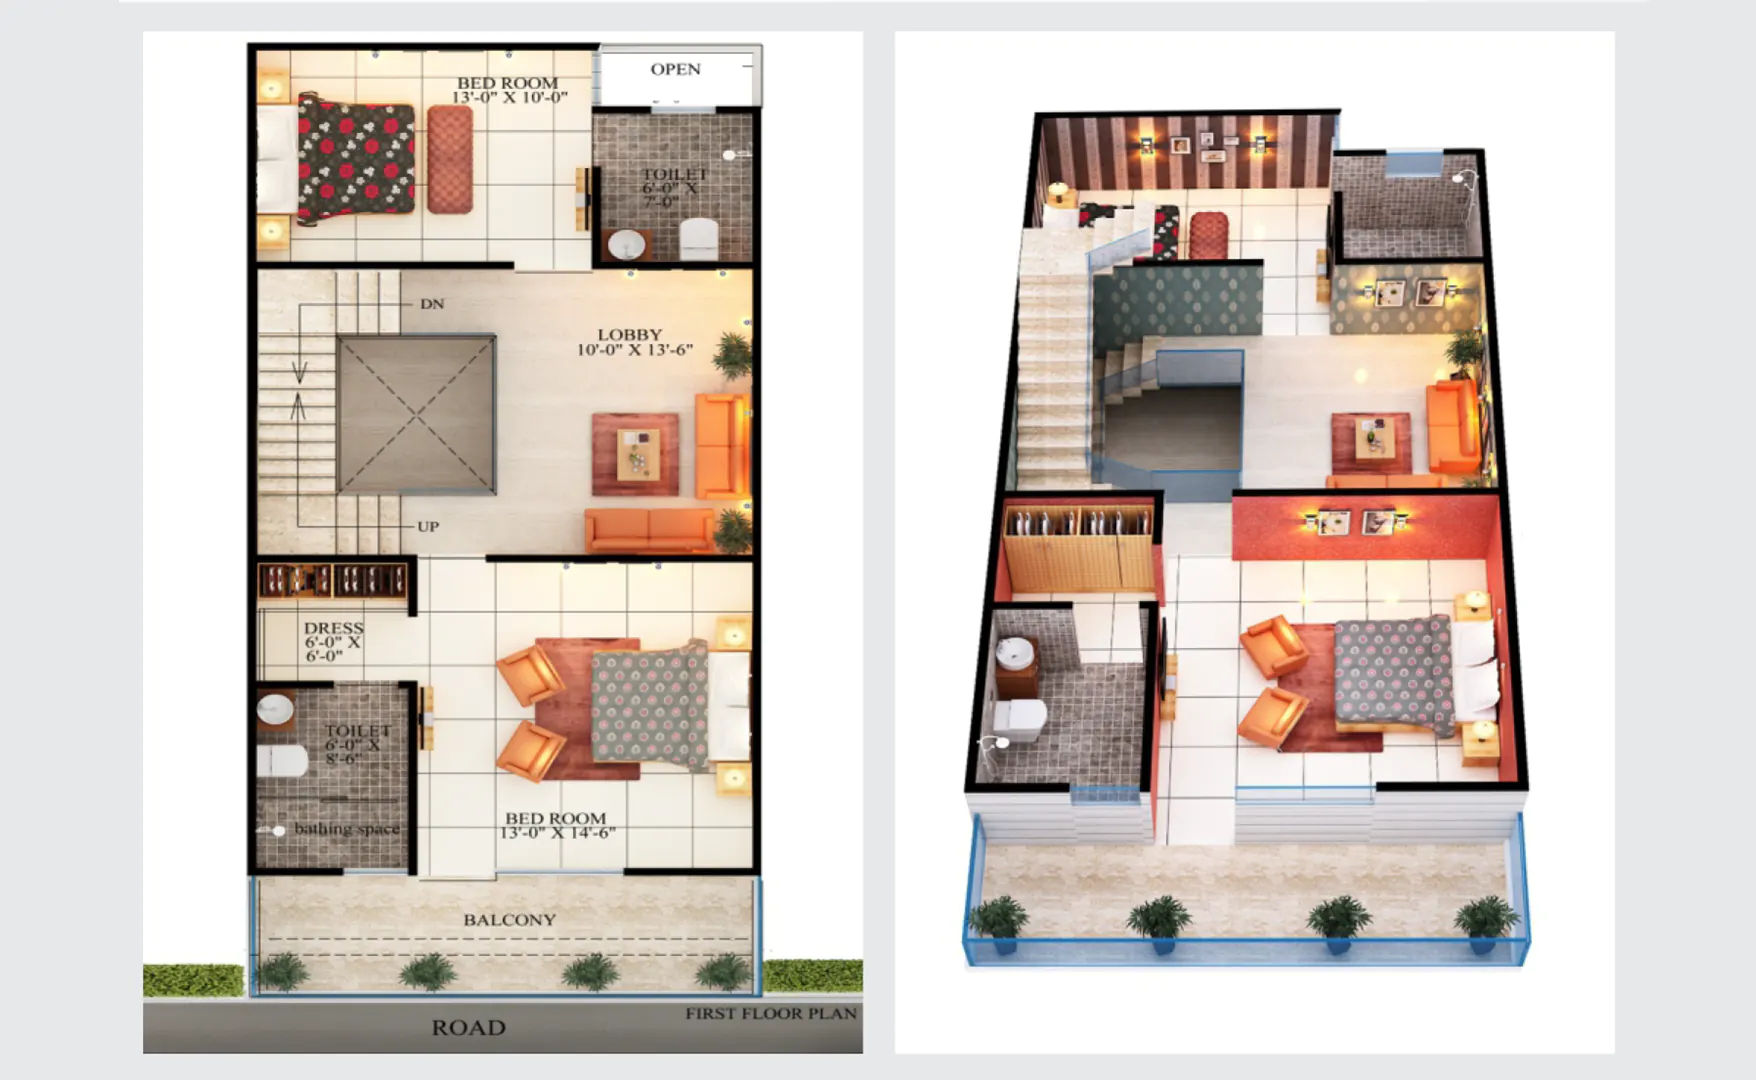 OPEN
BED ROOM
13'-0" X 10'-0"
TOILET
6'-0" X
7'-0"
DN
LOBBY
10'-0" X 13'-6"
UP
DRESS
6'-0" X
6'-0"
TOILET
6'-0" X
8'-6"
bathing space
BED ROOM
13'-0" X 14'-6"
BALCONY
FIRST FLOOR PLAN
ROAD